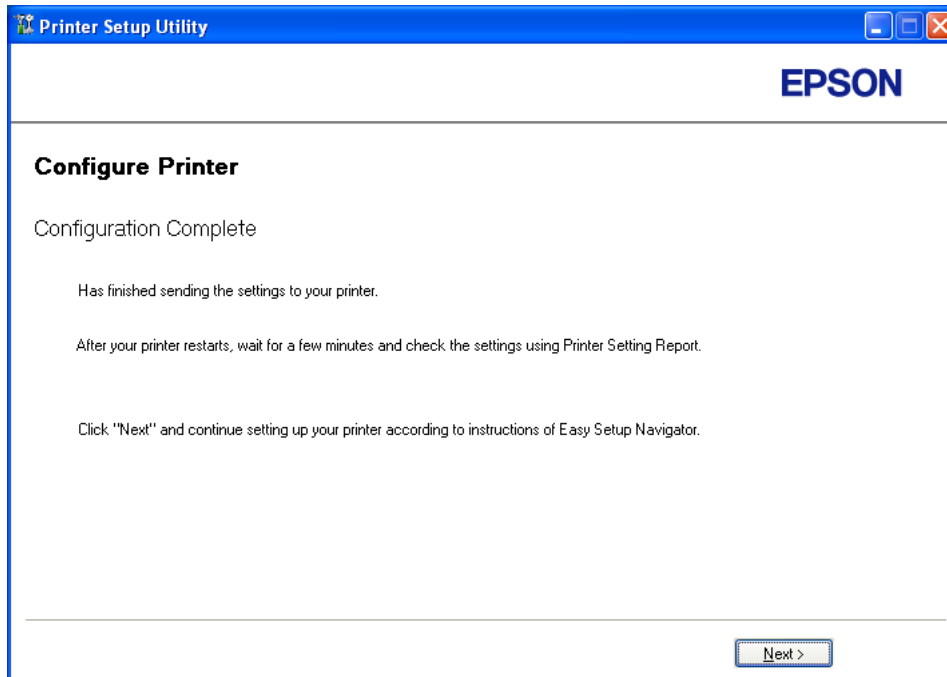 Printer Setup Utility
EPSON
Configure Printer
Configuration Complete
Has finished sending the settings to your printer.
After your printer restarts, wait for a few minutes and check the settings using Printer Setting Report.
Click "Next" and continue setting up your printer according to instructions of Easy Setup Navigator.
Next >